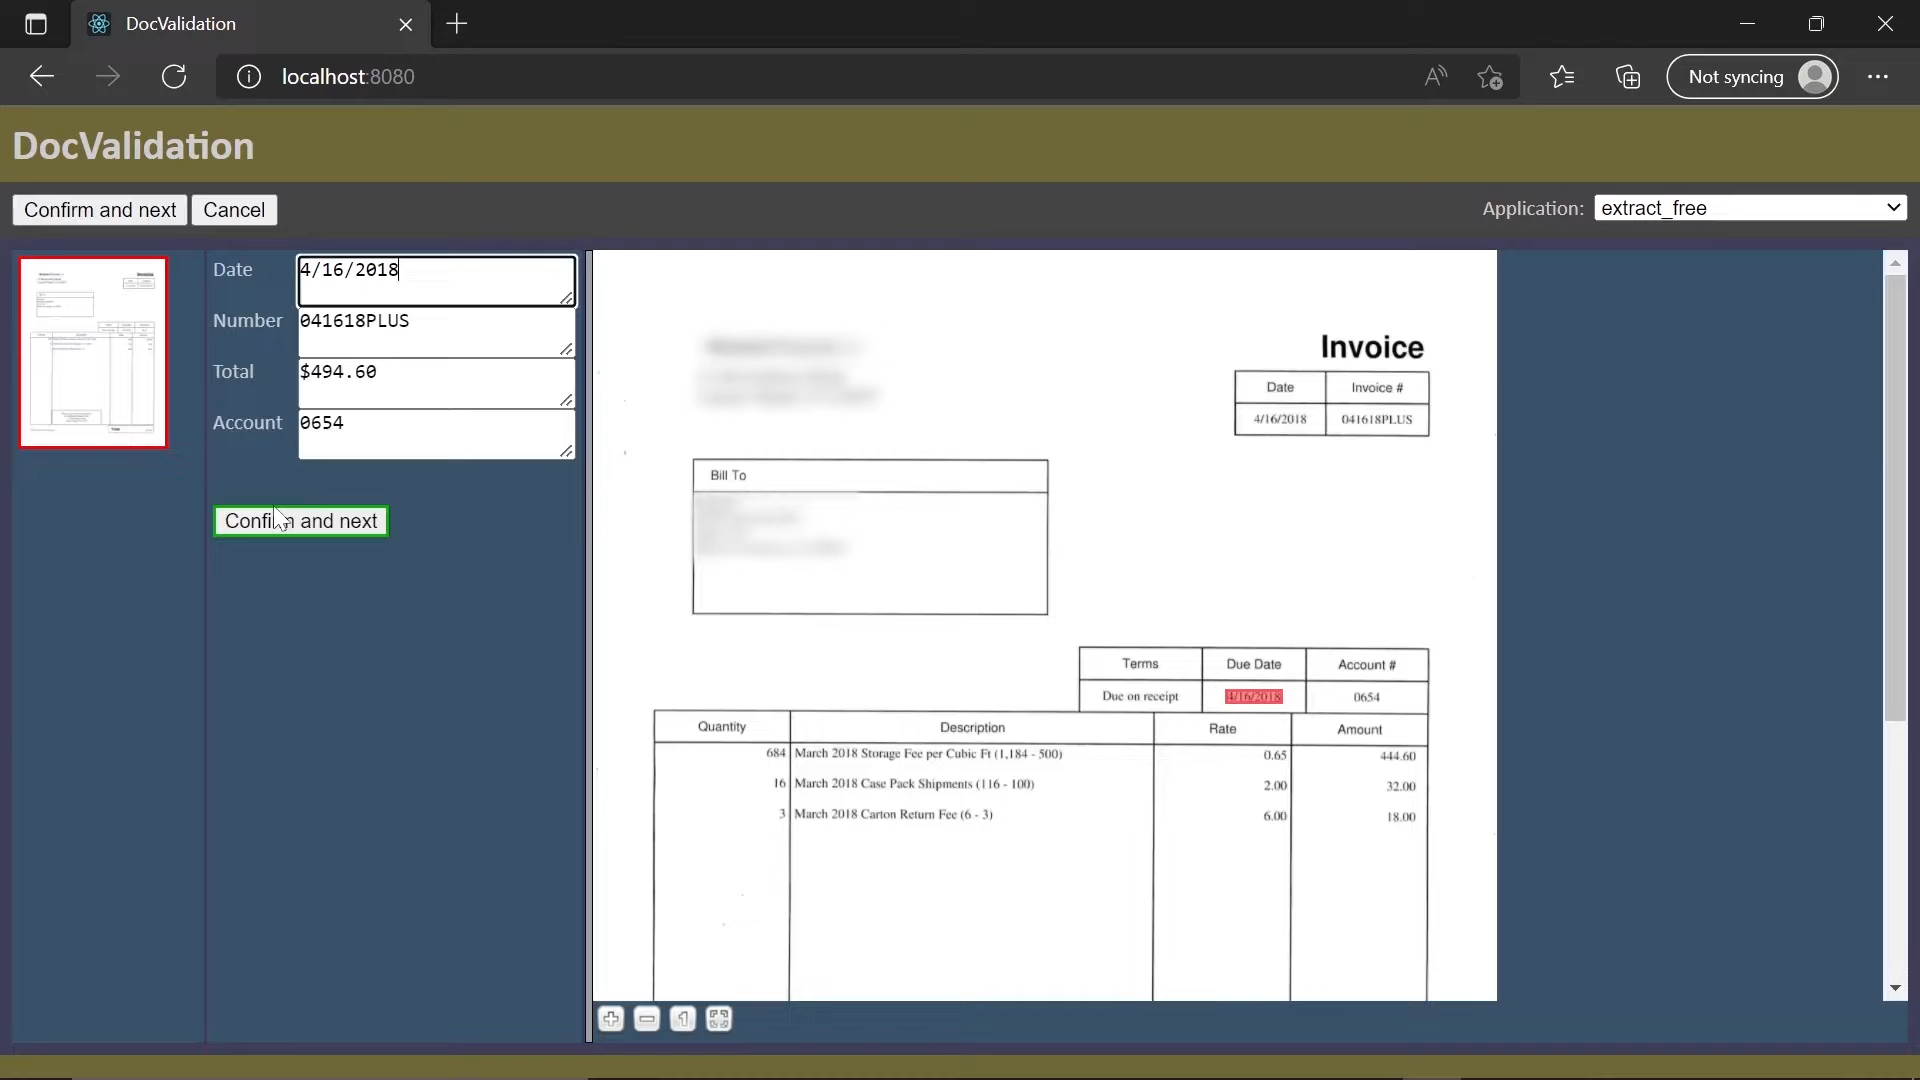 DocValidation
localhost:8080
Not syncing
DocValidation
Confirm and next
Cancel
Application: extract_free
Date 4/16/2018
Number 041618PLUS
Total $494.60
Account 0654
Confirm and next
Invoice
Date Invoice #
4/16/2018 041618PLUS
Bill To
Terms Due Date Account #
Due on receipt 4/16/2018 0654
Quantity Description Rate Amount
684 March 2018 Storage Fee per Cubic Ft (1,184 - 500) 0.65 444.60
16 March 2018 Case Pack Shipments (116 - 100) 2.00 32.00
3 March 2018 Carton Return Fee (6 - 3) 6.00 18.00